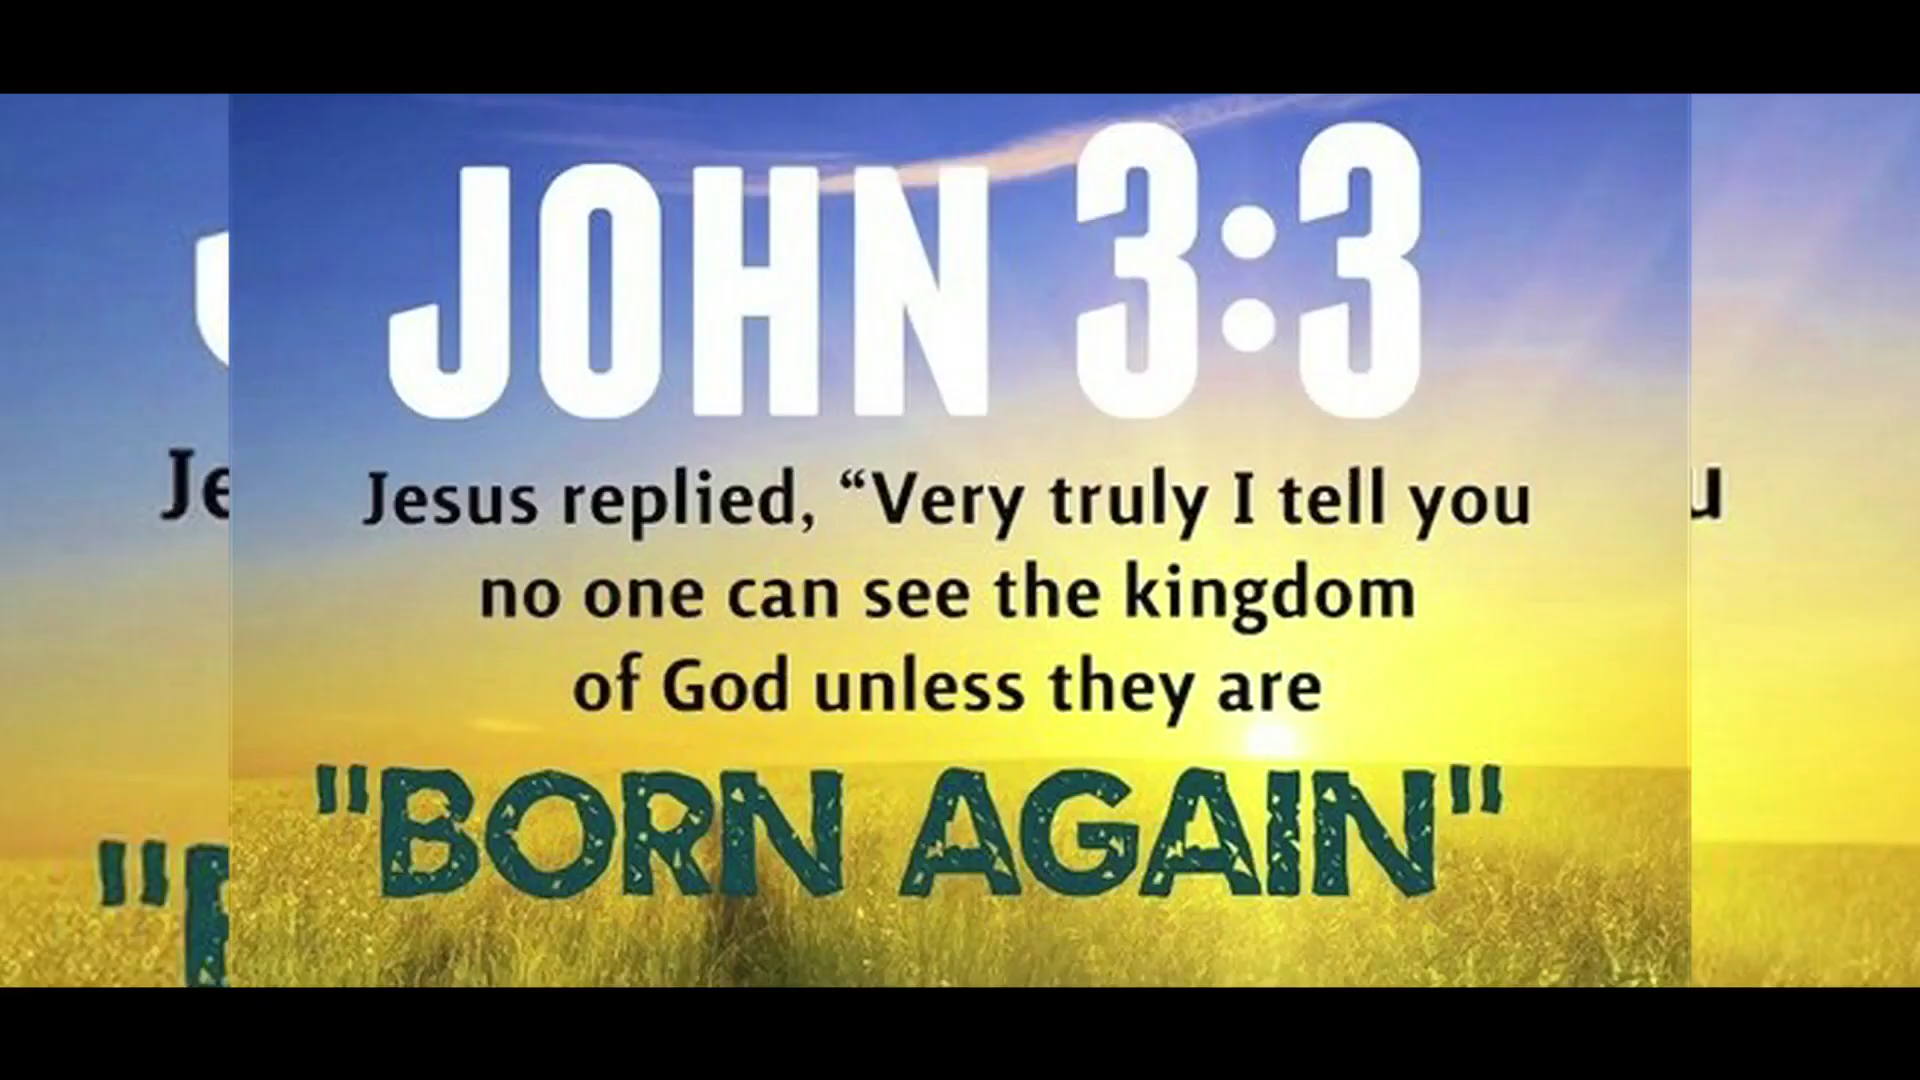 JOHN 3:3
Jesus replied, “Very truly I tell you
no one can see the kingdom
of God unless they are
"BORN AGAIN"